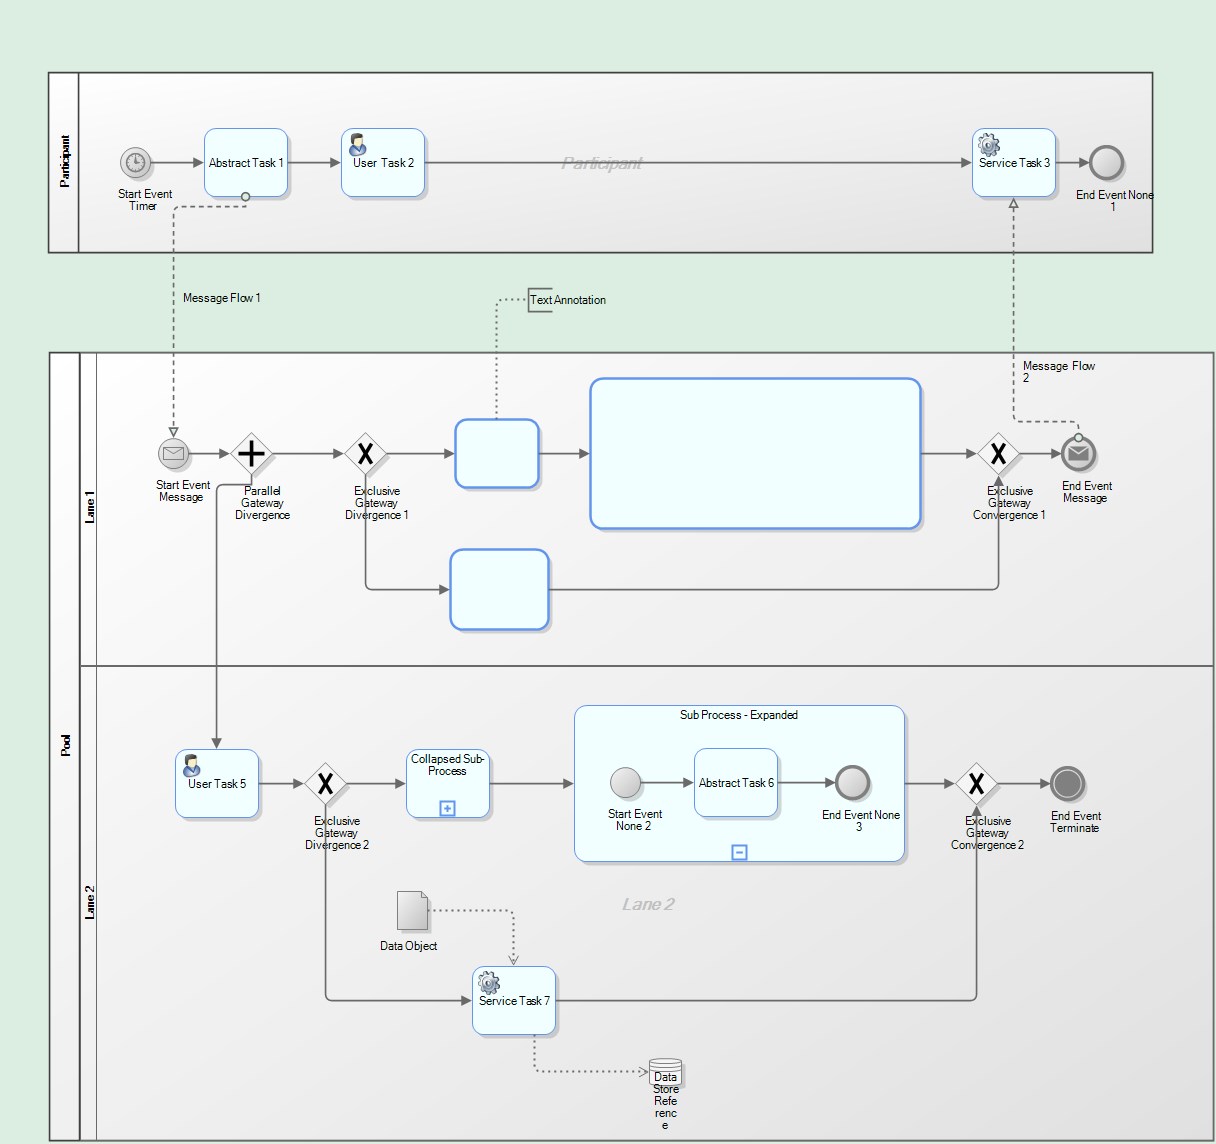 Participant
Abstract Task 1
User Task 2
Participant
Service Task 3
Start Event
Timer
End Event None
1
Message Flow 1
Text Annotation
Message Flow
2
Lane 1
Start Event
Message
Parallel
Gateway
Divergence
Exclusive
Gateway
Divergence 1
Exclusive
Gateway
Convergence 1
End Event
Message
Pool
Lane 2
User Task 5
Exclusive
Gateway
Divergence 2
Collapsed Sub-
Process
Sub Process - Expanded
Start Event
None 2
Abstract Task 6
End Event None
3
Exclusive
Gateway
Convergence 2
End Event
Terminate
Lane 2
Data Object
Service Task 7
Data
Store
Refe
renc
e